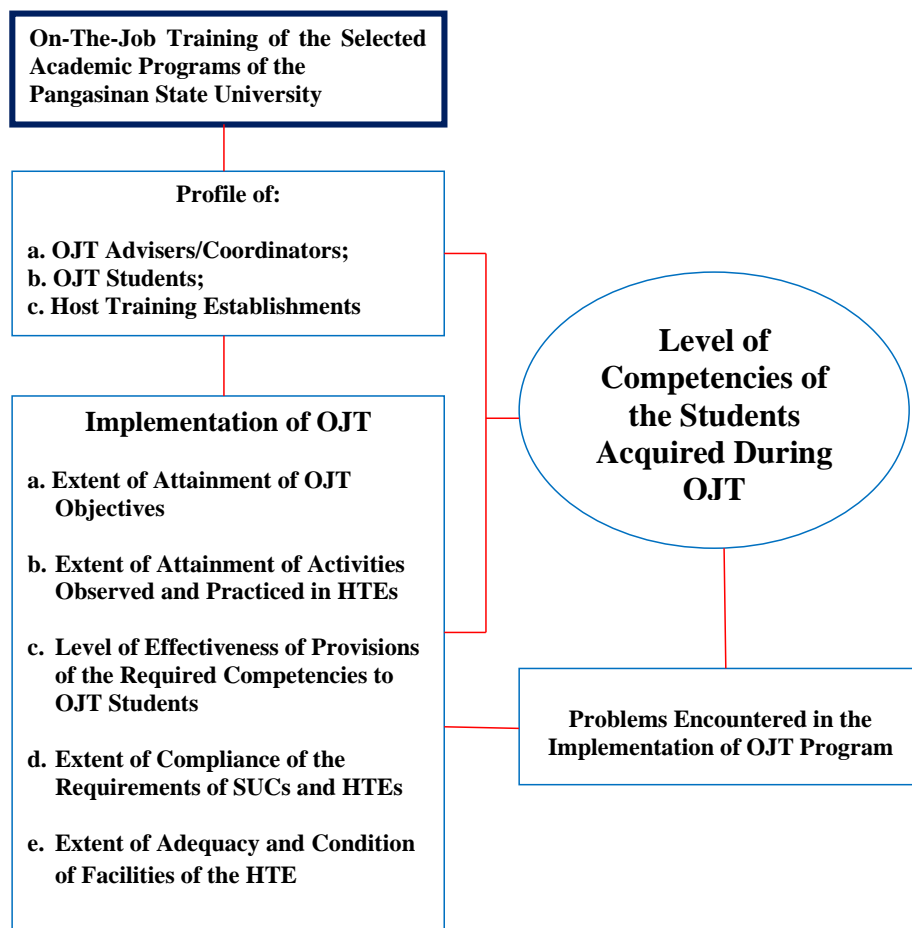 On-The-Job Training of the Selected
Academic Programs of the
Pangasinan State University
Profile of:
a. OJT Advisers/Coordinators;
b. OJT Students;
c. Host Training Establishments
Implementation of OJT
a. Extent of Attainment of OJT
Objectives
b. Extent of Attainment of Activities
Observed and Practiced in HTEs
c. Level of Effectiveness of Provisions
of the Required Competencies to
OJT Students
d. Extent of Compliance of the
Requirements of SUCs and HTEs
e. Extent of Adequacy and Condition
of Facilities of the HTE
Level of
Competencies of
the Students
Acquired During
OJT
Problems Encountered in the
Implementation of OJT Program